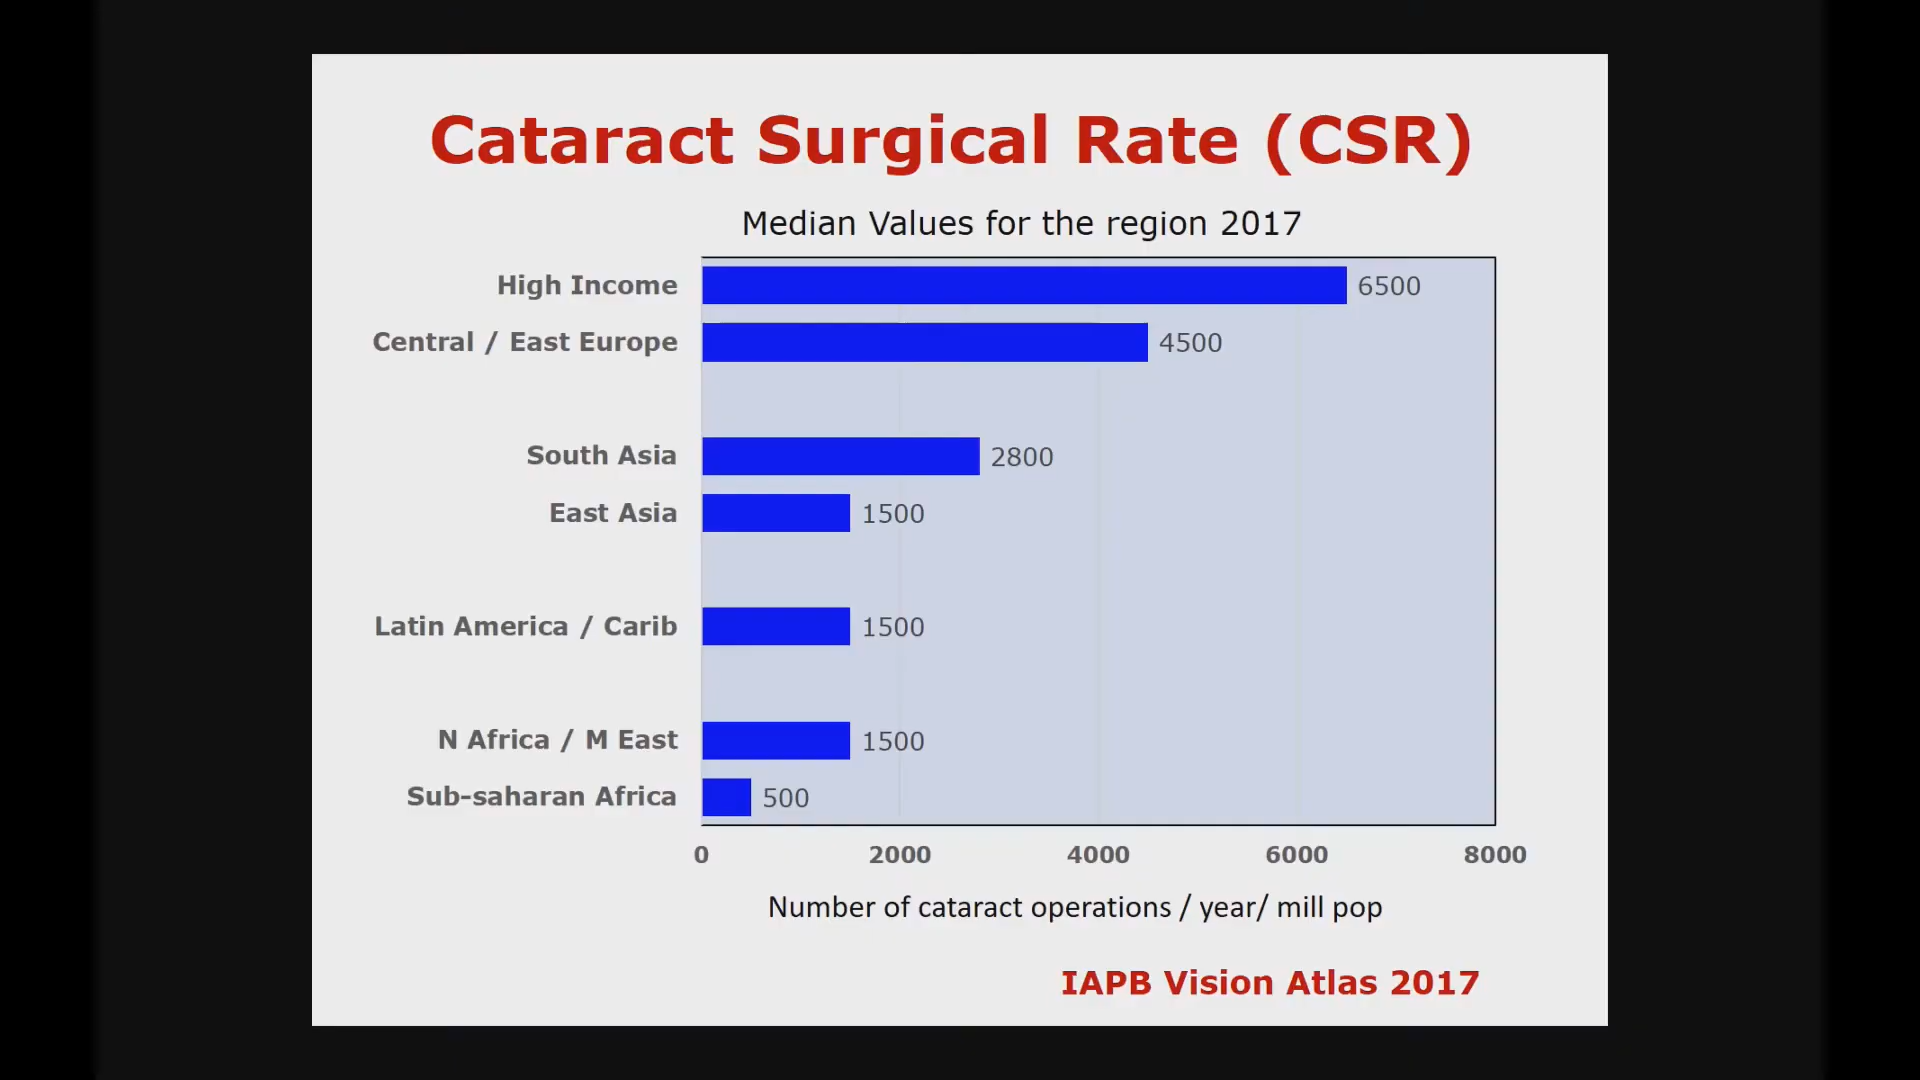 Cataract Surgical Rate (CSR)
Median Values for the region 2017
High Income 6500
Central / East Europe 4500
South Asia 2800
East Asia 1500
Latin America / Carib 1500
N Africa / M East 1500
Sub-saharan Africa 500
0 2000 4000 6000 8000
Number of cataract operations / year/ mill pop
IAPB Vision Atlas 2017